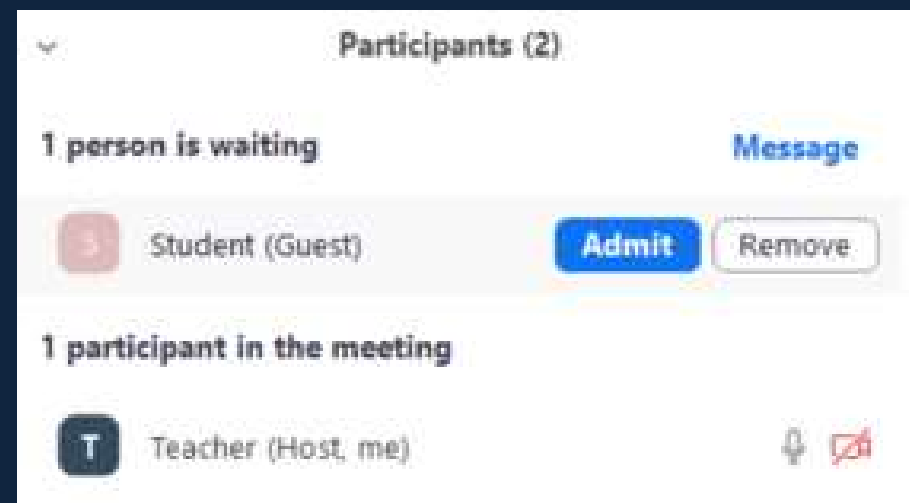 Participants (2)
1 person is waiting Message
S Student (Guest) Admit Remove
1 participant in the meeting
T Teacher (Host, me)